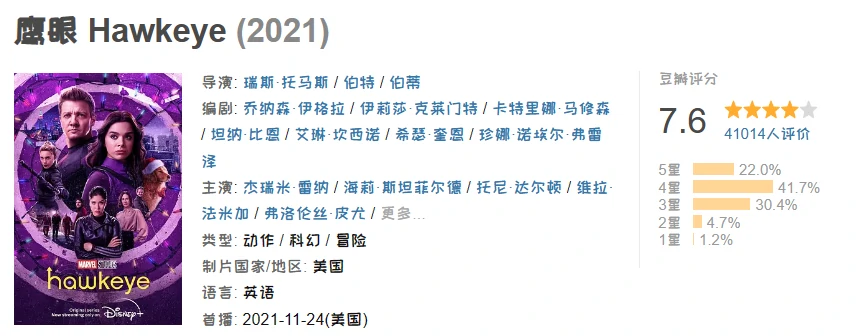 鹰眼 Hawkeye (2021)
MARVEL STUDIOS
hawkeye
Original series
Now streaming only on Disney+
导演: 瑞斯·托马斯 / 伯特 / 伯蒂
编剧: 乔纳森·伊格拉 / 伊莉莎·克莱门特 / 卡特里娜·马修森
/ 坦纳·比恩 / 艾琳·坎西诺 / 希瑟·奎恩 / 珍娜·诺埃尔·弗雷
泽
主演: 杰瑞米·雷纳 / 海莉·斯坦菲尔德 / 托尼·达尔顿 / 维拉·
法米加 / 弗洛伦丝·皮尤 / 更多...
类型: 动作 / 科幻 / 冒险
制片国家/地区: 美国
语言: 英语
首播: 2021-11-24(美国)
豆瓣评分
7.6
41014人评价
5星 22.0%
4星 41.7%
3星 30.4%
2星 4.7%
1星 1.2%